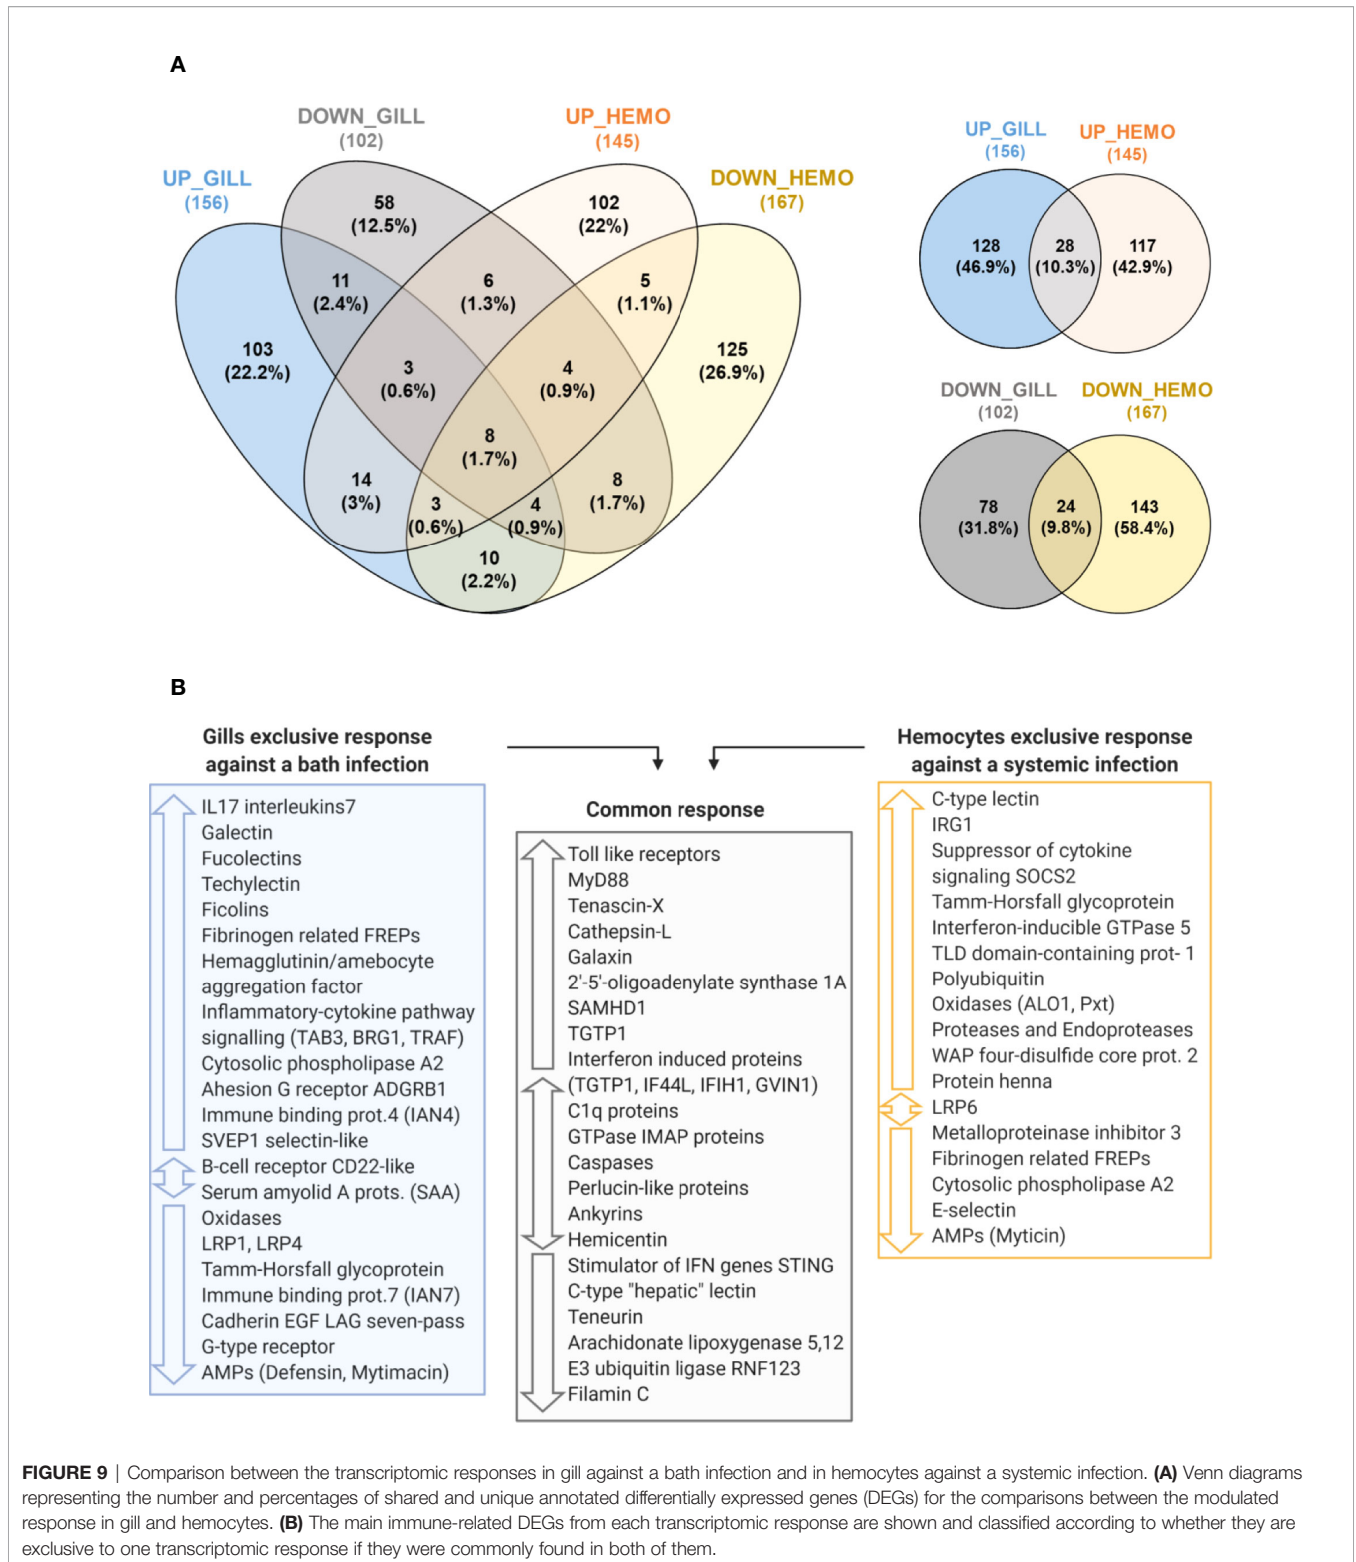 A
DOWN_GILL
(102)
UP_HEMO
(145)
UP_GILL
(156)
DOWN_HEMO
(167)
58
(12.5%)
102
(22%)
11
(2.4%)
6
(1.3%)
5
(1.1%)
103
(22.2%)
3
(0.6%)
4
(0.9%)
125
(26.9%)
8
(1.7%)
14
(3%)
3
(0.6%)
4
(0.9%)
8
(1.7%)
10
(2.2%)
UP_GILL
(156)
UP_HEMO
(145)
128
(46.9%)
28
(10.3%)
117
(42.9%)
DOWN_GILL
(102)
DOWN_HEMO
(167)
78
(31.8%)
24
(9.8%)
143
(58.4%)
B
Gills exclusive response
against a bath infection
IL17 interleukins7
Galectin
Fucolectins
Techylectin
Ficolins
Fibrinogen related FREPs
Hemagglutinin/amebocyte
aggregation factor
Inflammatory-cytokine pathway
signalling (TAB3, BRG1, TRAF)
Cytosolic phospholipase A2
Ahesion G receptor ADGRB1
Immune binding prot.4 (IAN4)
SVEP1 selectin-like
B-cell receptor CD22-like
Serum amyolid A prots. (SAA)
Oxidases
LRP1, LRP4
Tamm-Horsfall glycoprotein
Immune binding prot.7 (IAN7)
Cadherin EGF LAG seven-pass
G-type receptor
AMPs (Defensin, Mytimacin)
Common response
Toll like receptors
MyD88
Tenascin-X
Cathepsin-L
Galaxin
2'-5'-oligoadenylate synthase 1A
SAMHD1
TGTP1
Interferon induced proteins
(TGTP1, IF44L, IFIH1, GVIN1)
C1q proteins
GTPase IMAP proteins
Caspases
Perlucin-like proteins
Ankyrins
Hemicentin
Stimulator of IFN genes STING
C-type "hepatic" lectin
Teneurin
Arachidonate lipoxygenase 5,12
E3 ubiquitin ligase RNF123
Filamin C
Hemocytes exclusive response
against a systemic infection
C-type lectin
IRG1
Suppressor of cytokine
signaling SOCS2
Tamm-Horsfall glycoprotein
Interferon-inducible GTPase 5
TLD domain-containing prot- 1
Polyubiquitin
Oxidases (ALO1, Pxt)
Proteases and Endoproteases
WAP four-disulfide core prot. 2
Protein henna
LRP6
Metalloproteinase inhibitor 3
Fibrinogen related FREPs
Cytosolic phospholipase A2
E-selectin
AMPs (Myticin)
FIGURE 9 | Comparison between the transcriptomic responses in gill against a bath infection and in hemocytes against a systemic infection. (A) Venn diagrams
representing the number and percentages of shared and unique annotated differentially expressed genes (DEGs) for the comparisons between the modulated
response in gill and hemocytes. (B) The main immune-related DEGs from each transcriptomic response are shown and classified according to whether they are
exclusive to one transcriptomic response if they were commonly found in both of them.